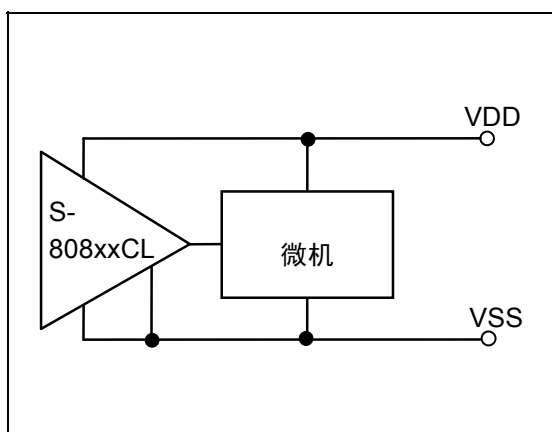 VDD
S-
808xxCL
微机
VSS